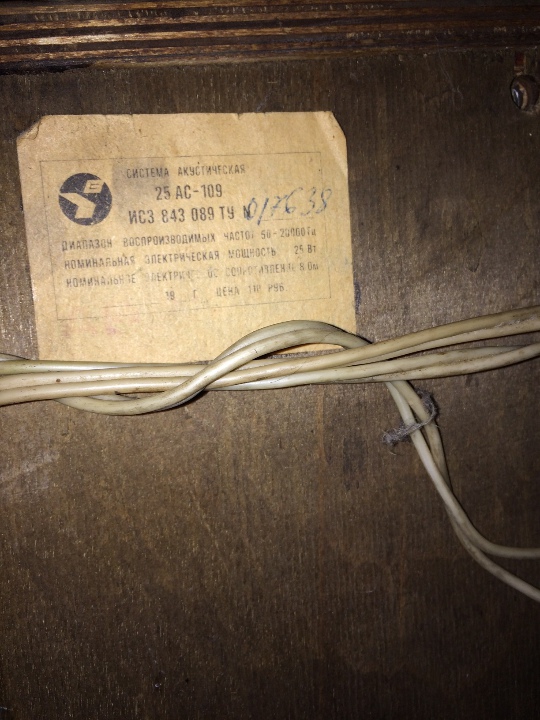 СИСТЕМА АКУСТИЧЕСКАЯ
25 АС-109
ИСЗ 843 089 ТУ 017638
ДИАПАЗОН ВОСПРОИЗВОДИМЫХ ЧАСТОТ 50-20000 Гц
НОМИНАЛЬНАЯ ЭЛЕКТРИЧЕСКАЯ МОЩНОСТЬ 25 Вт
НОМИНАЛЬНОЕ ЭЛЕКТРИЧЕСКОЕ СОПРОТИВЛЕНИЕ 8 Ом
19 Г. ЦЕНА 110 РУБ